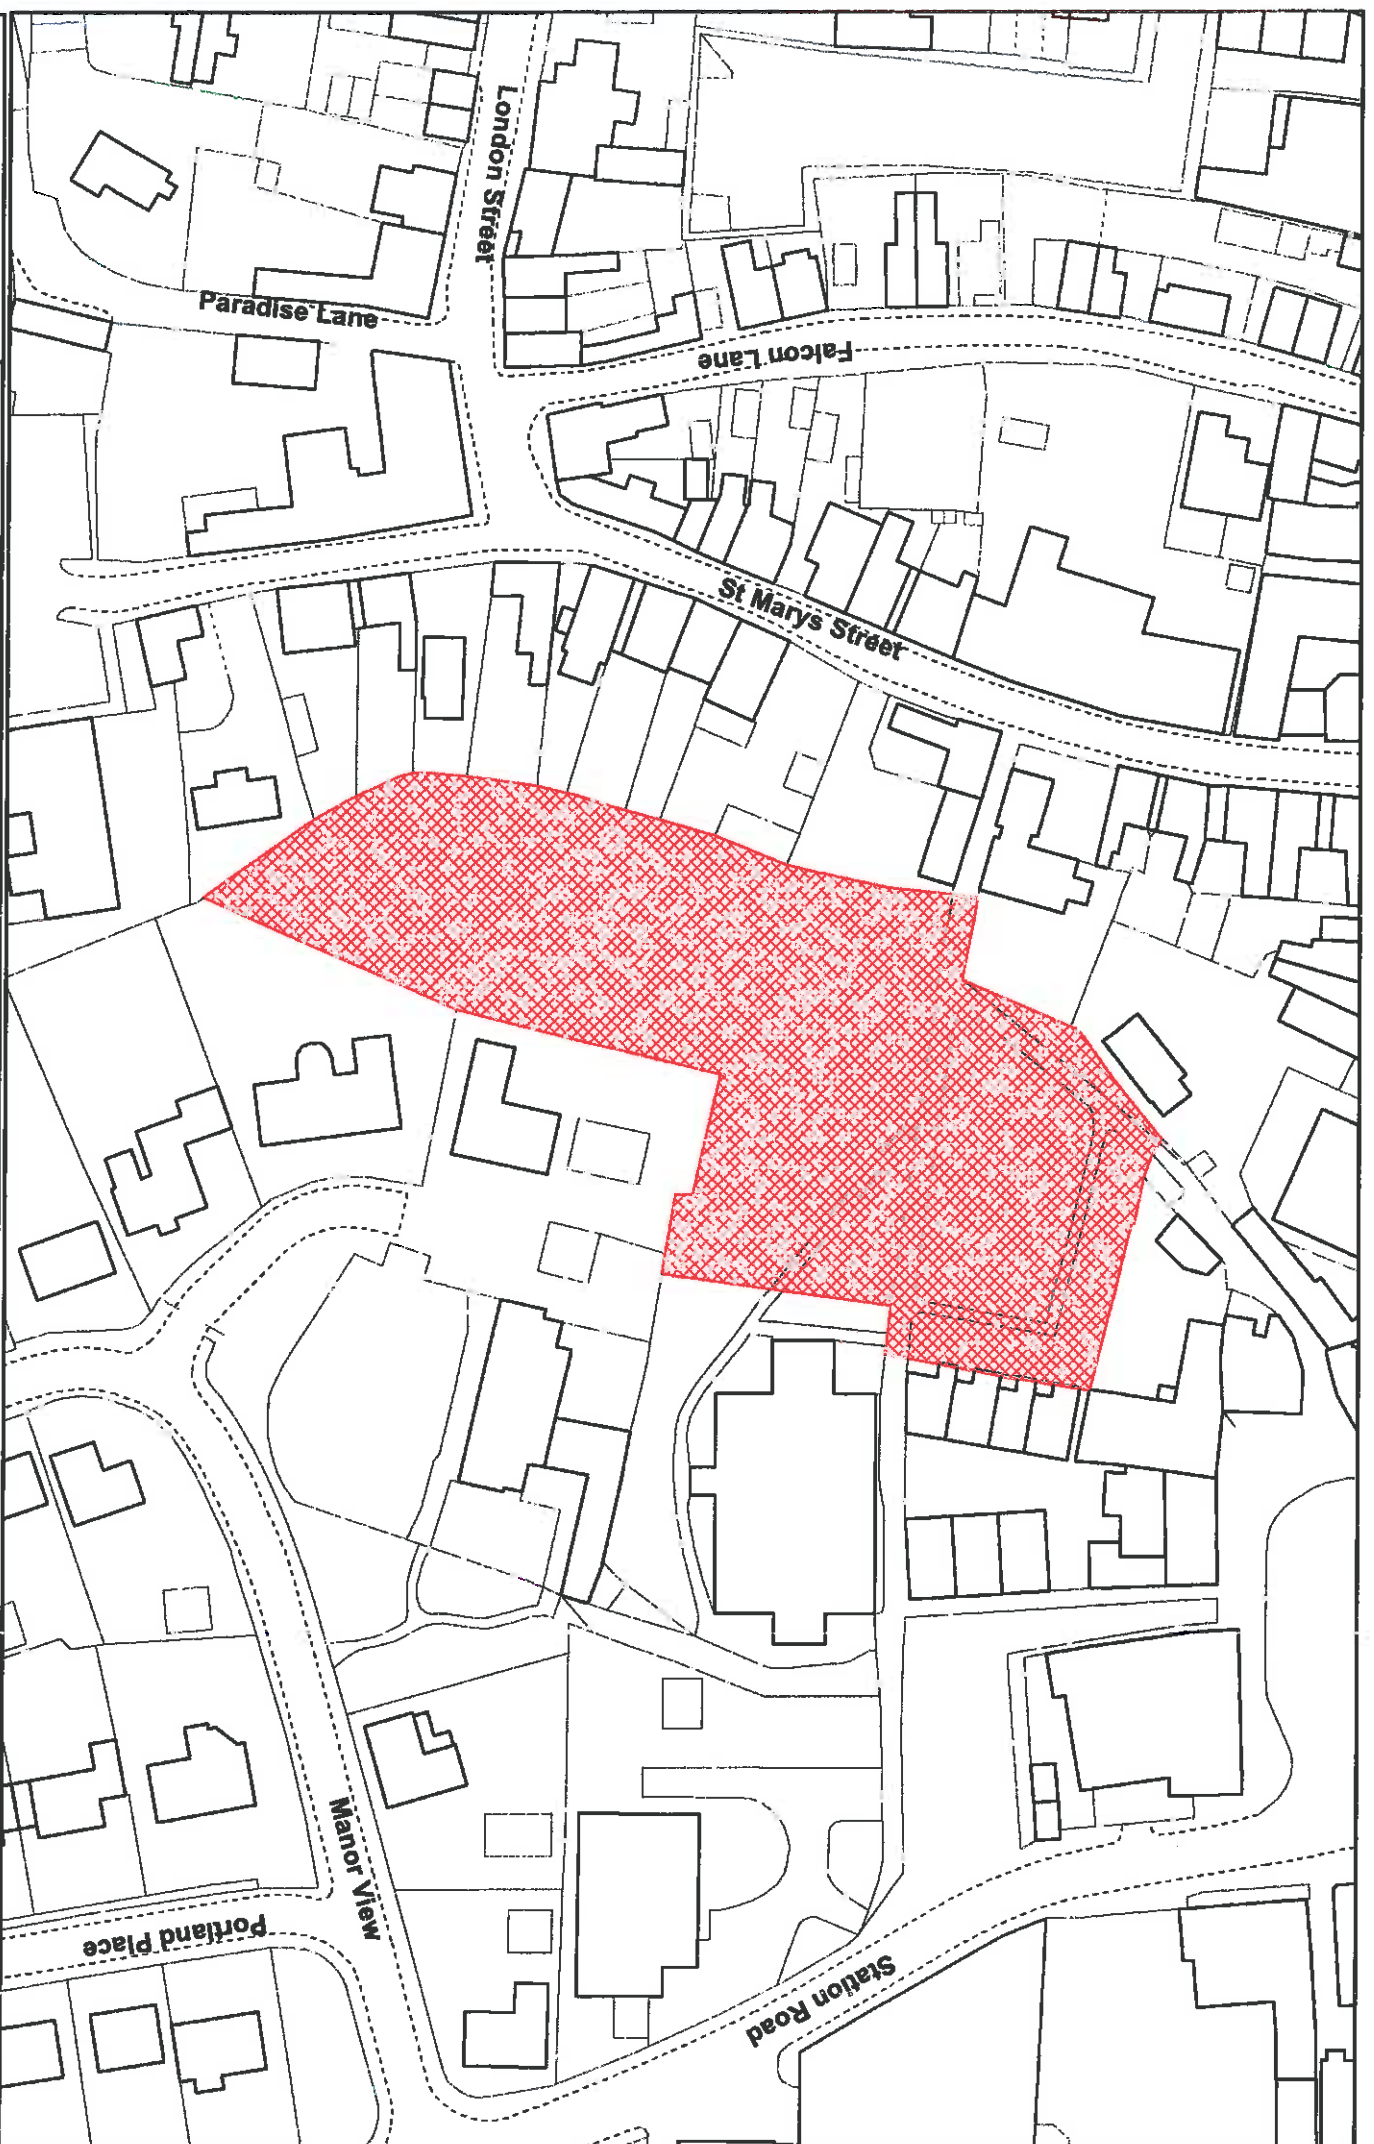 London Street
Paradise Lane
Falcon Lane
St Marys Street
Manor View
Portland Place
Station Road